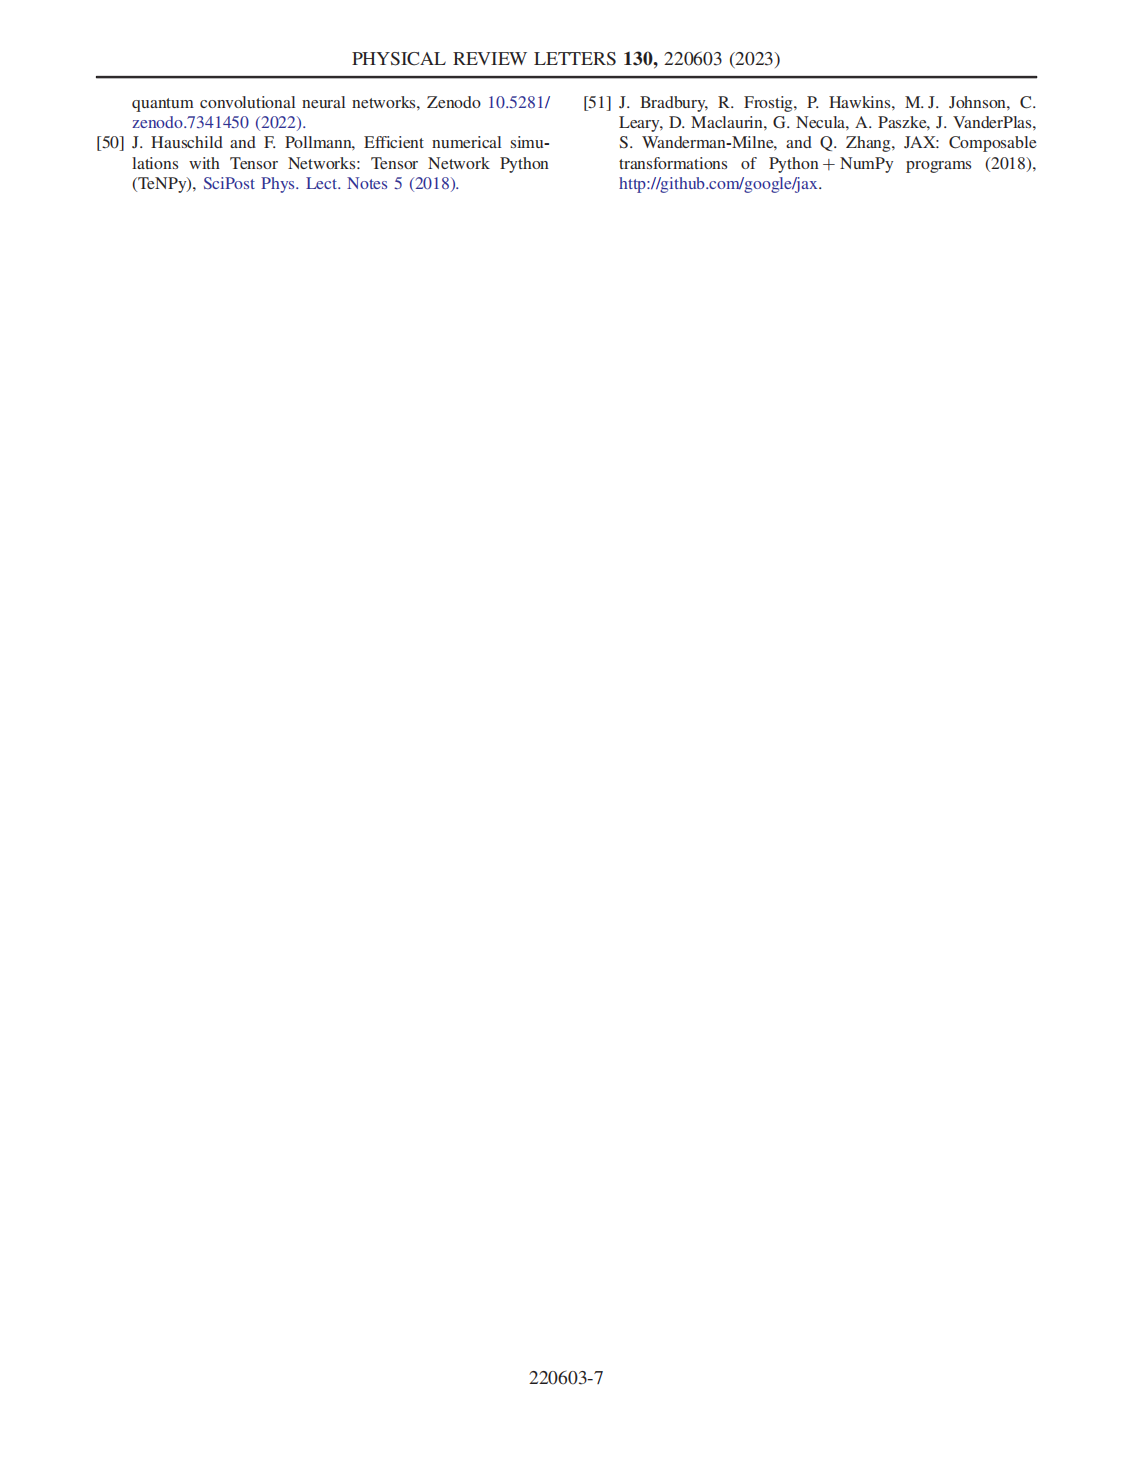 PHYSICAL REVIEW LETTERS 130, 220603 (2023)
quantum convolutional neural networks, Zenodo 10.5281/
zenodo.7341450 (2022).
[50] J. Hauschild and F. Pollmann, Efficient numerical simu-
lations with Tensor Networks: Tensor Network Python
(TeNPy), SciPost Phys. Lect. Notes 5 (2018).
[51] J. Bradbury, R. Frostig, P. Hawkins, M. J. Johnson, C.
Leary, D. Maclaurin, G. Necula, A. Paszke, J. VanderPlas,
S. Wanderman-Milne, and Q. Zhang, JAX: Composable
transformations of Python + NumPy programs (2018),
http://github.com/google/jax.
220603-7